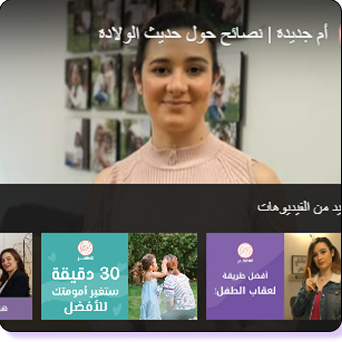 أم جديدة | نصائح حول حديث الولادة
يد من الفيديوهات
30 دقيقة
ستغير أمومتك
للأفضل
أفضل طريقة
لعقاب الطفل!